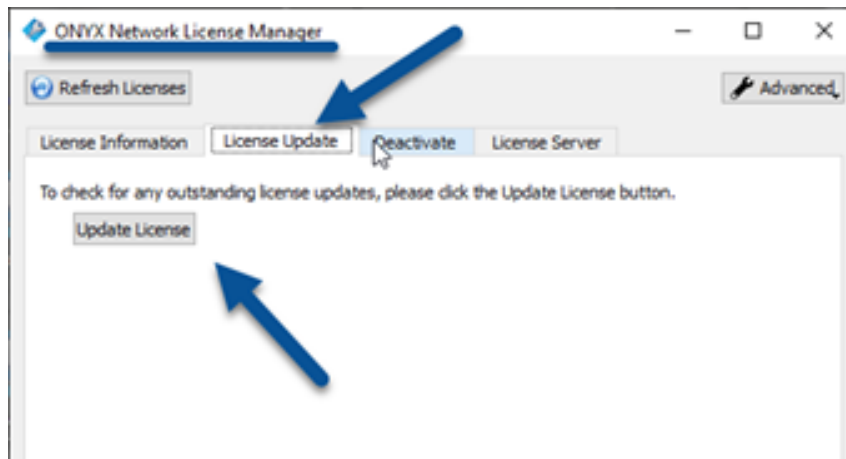 ONYX Network License Manager
Refresh Licenses
Advanced
License Information
License Update
Deactivate
License Server
To check for any outstanding license updates, please click the Update License button.
Update License